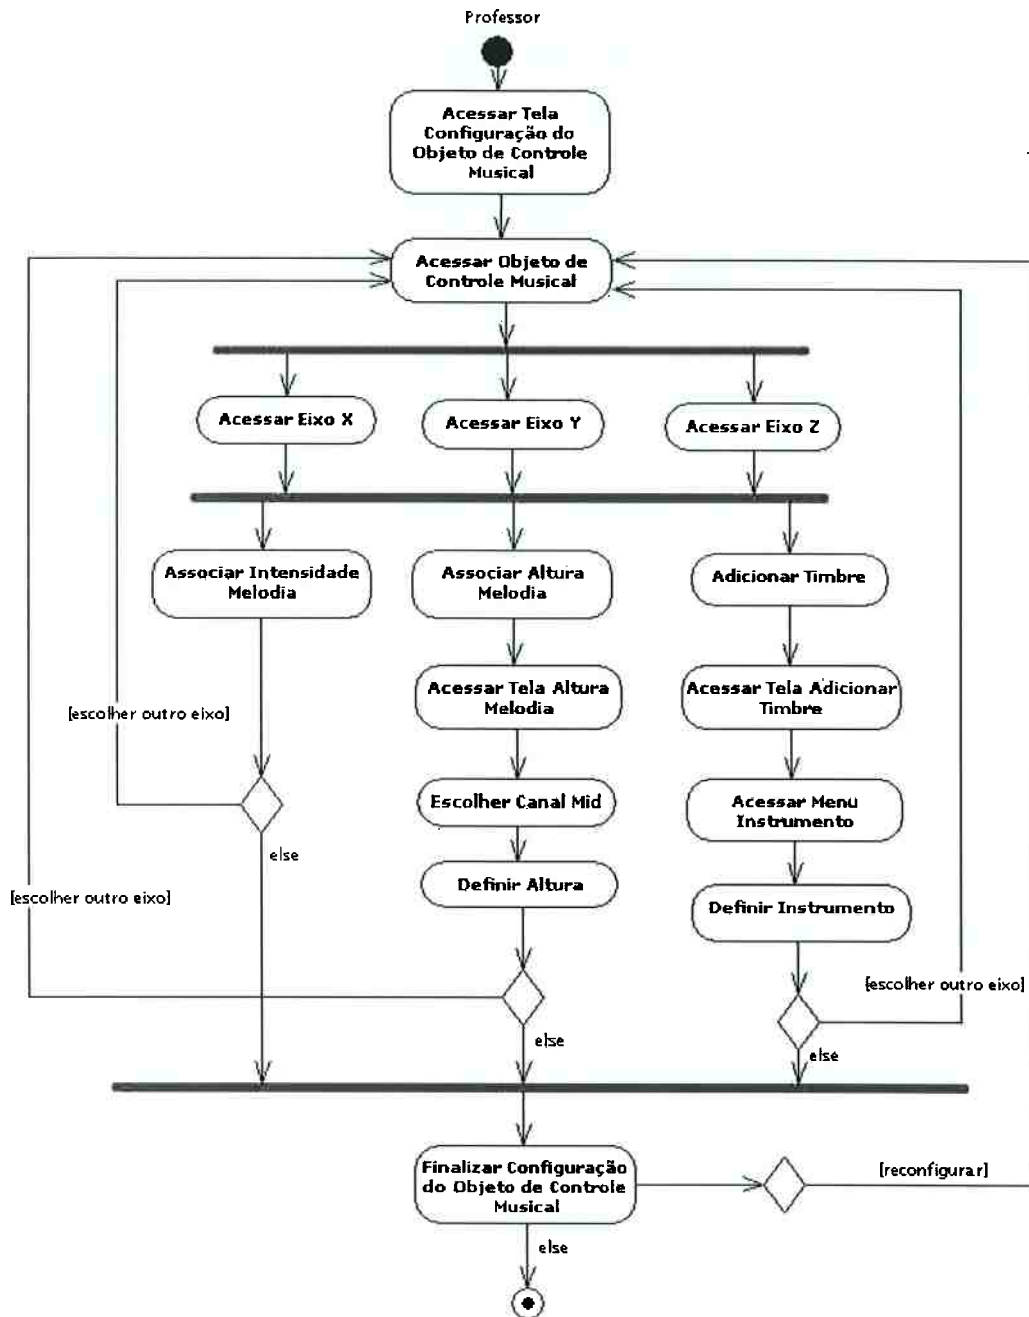 Professor
Acessar Tela
Configuração do
Objeto de Controle
Musical
Acessar Objeto de
Controle Musical
Acessar Eixo X
Acessar Eixo Y
Acessar Eixo Z
Associar Intensidade
Melodia
Associar Altura
Melodia
Adicionar Timbre
Acessar Tela Altura
Melodia
Acessar Tela Adicionar
Timbre
[escolher outro eixo]
Escolher Canal Mid
Acessar Menu
Instrumento
else
Definir Altura
[escolher outro eixo]
Definir Instrumento
[escolher outro eixo]
else
else
Finalizar Configuração
do Objeto de Controle
Musical
[reconfigurar]
else